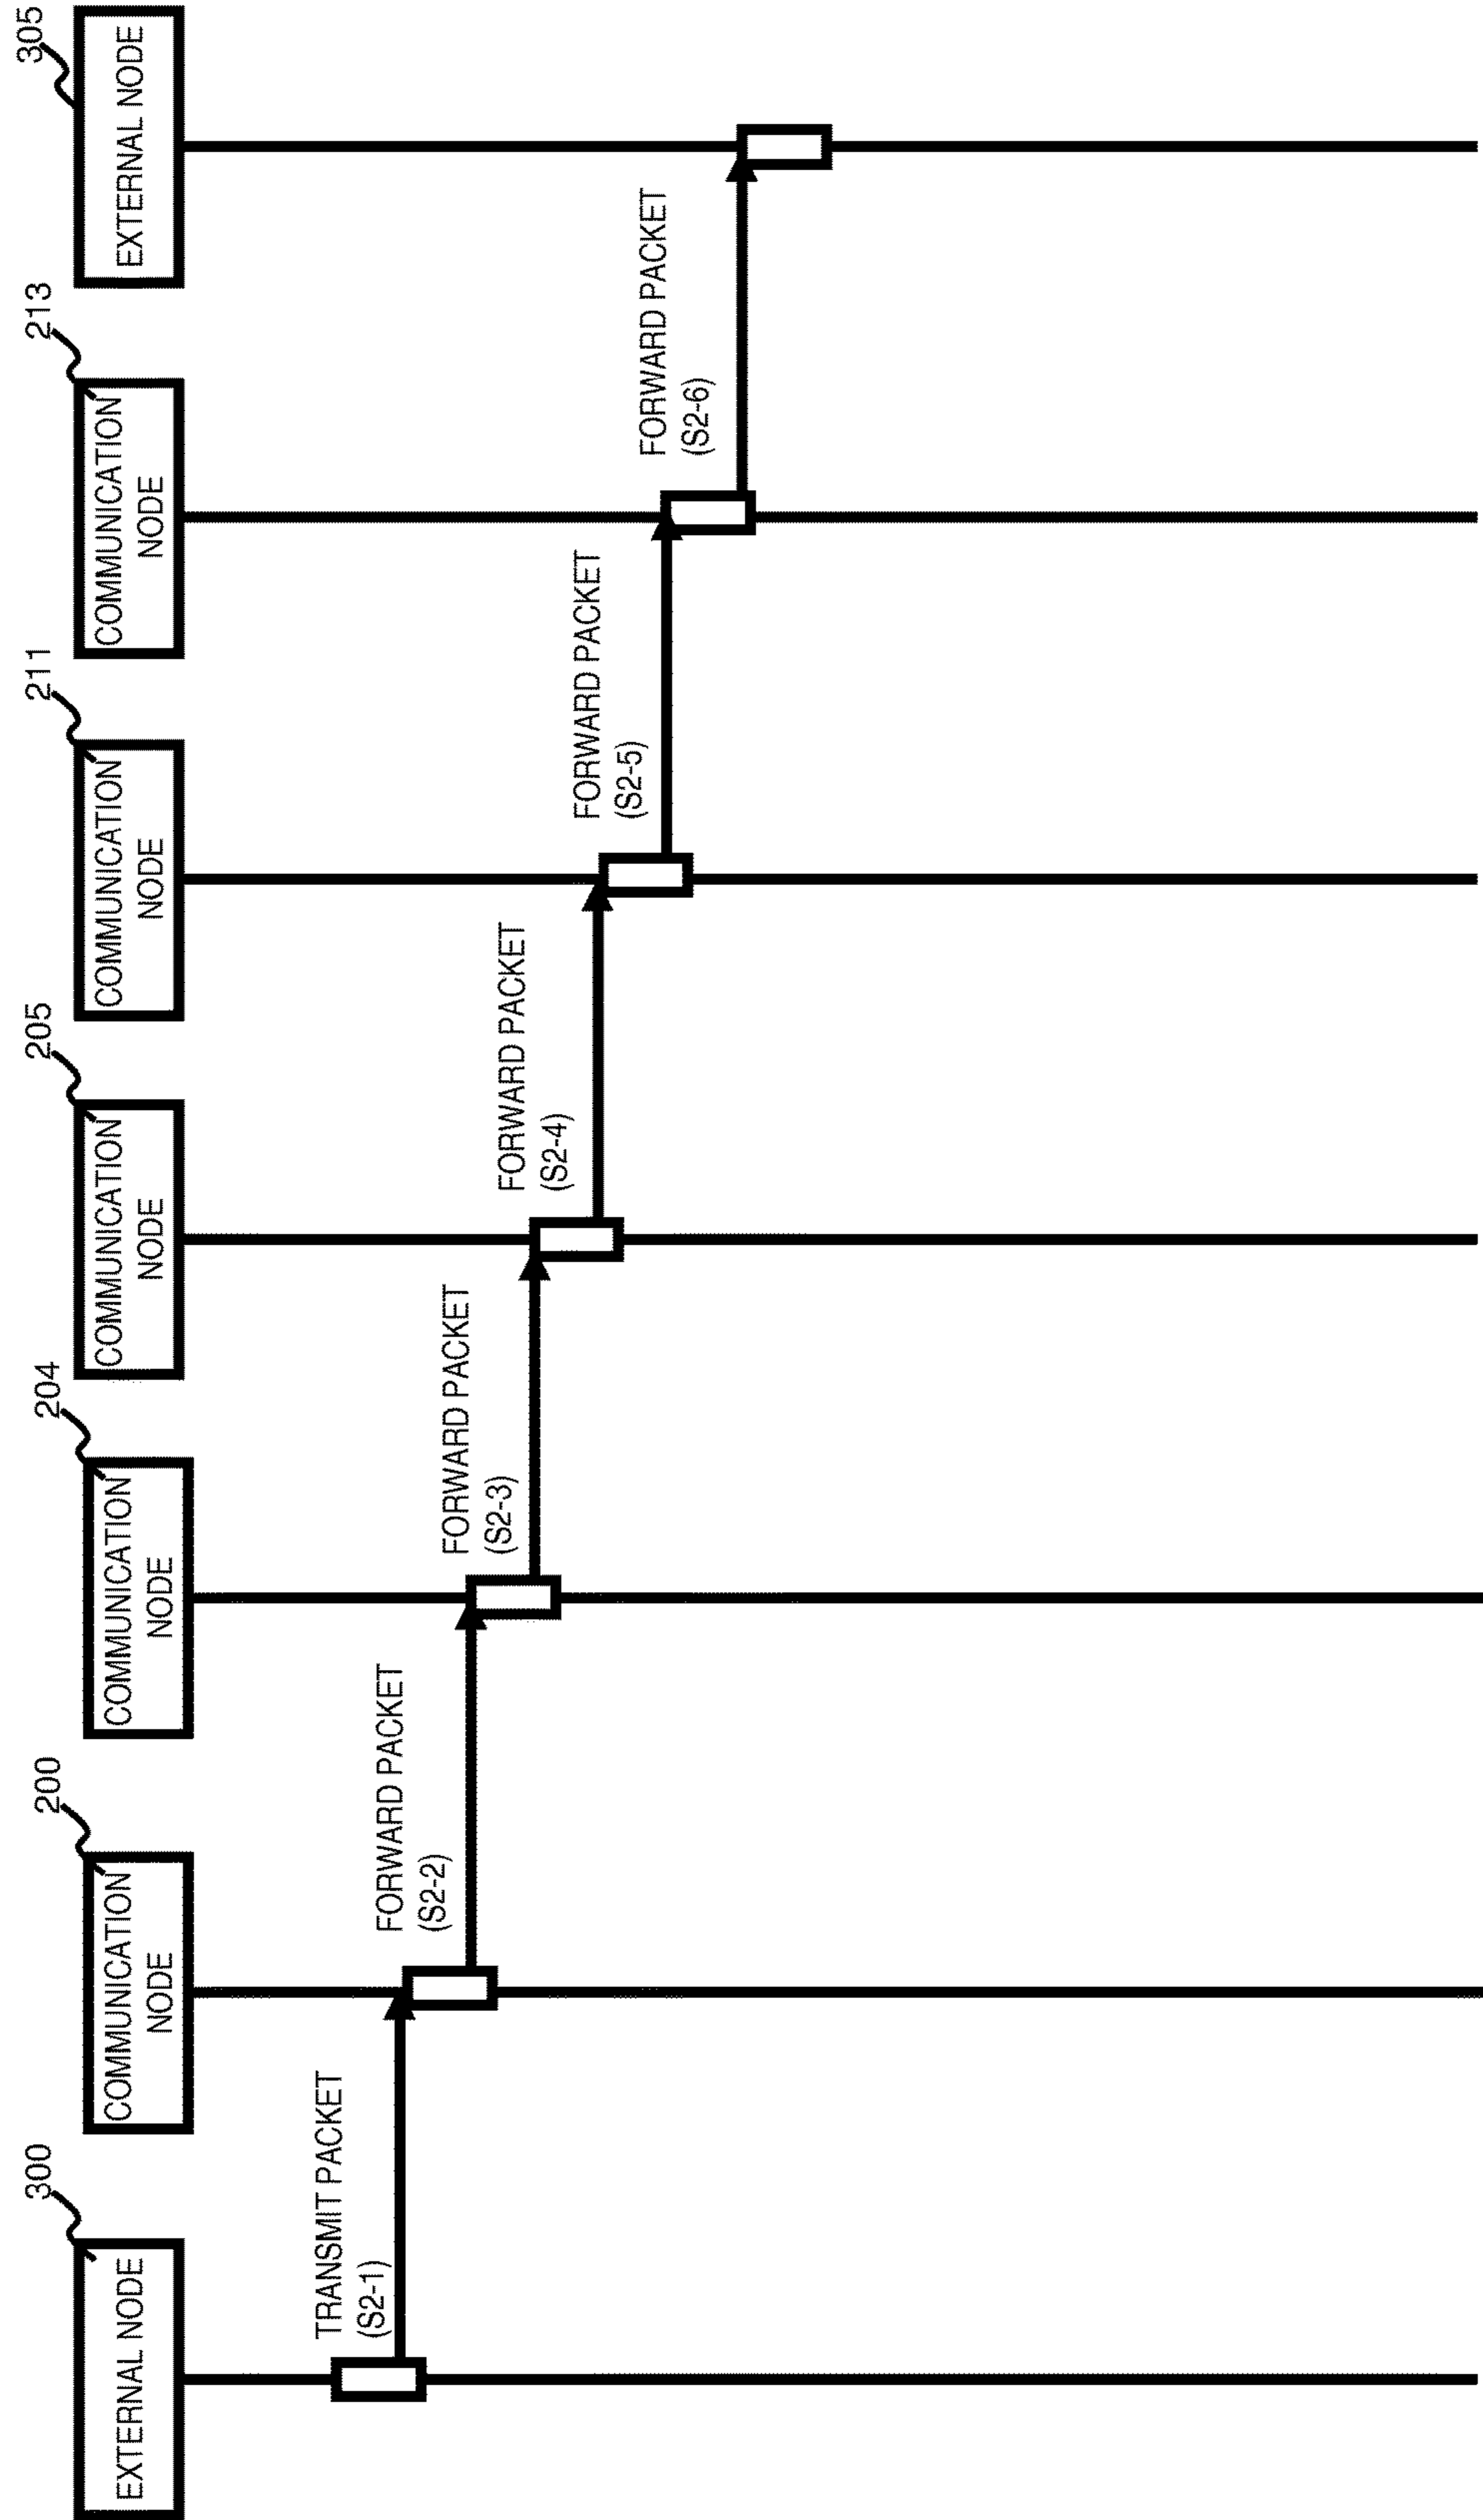 300
EXTERNAL NODE
200
COMMUNICATION
NODE
204
COMMUNICATION
NODE
205
COMMUNICATION
NODE
211
COMMUNICATION
NODE
213
COMMUNICATION
NODE
305
EXTERNAL NODE
TRANSMIT PACKET
(S2-1)
FORWARD PACKET
(S2-2)
FORWARD PACKET
(S2-3)
FORWARD PACKET
(S2-4)
FORWARD PACKET
(S2-5)
FORWARD PACKET
(S2-6)